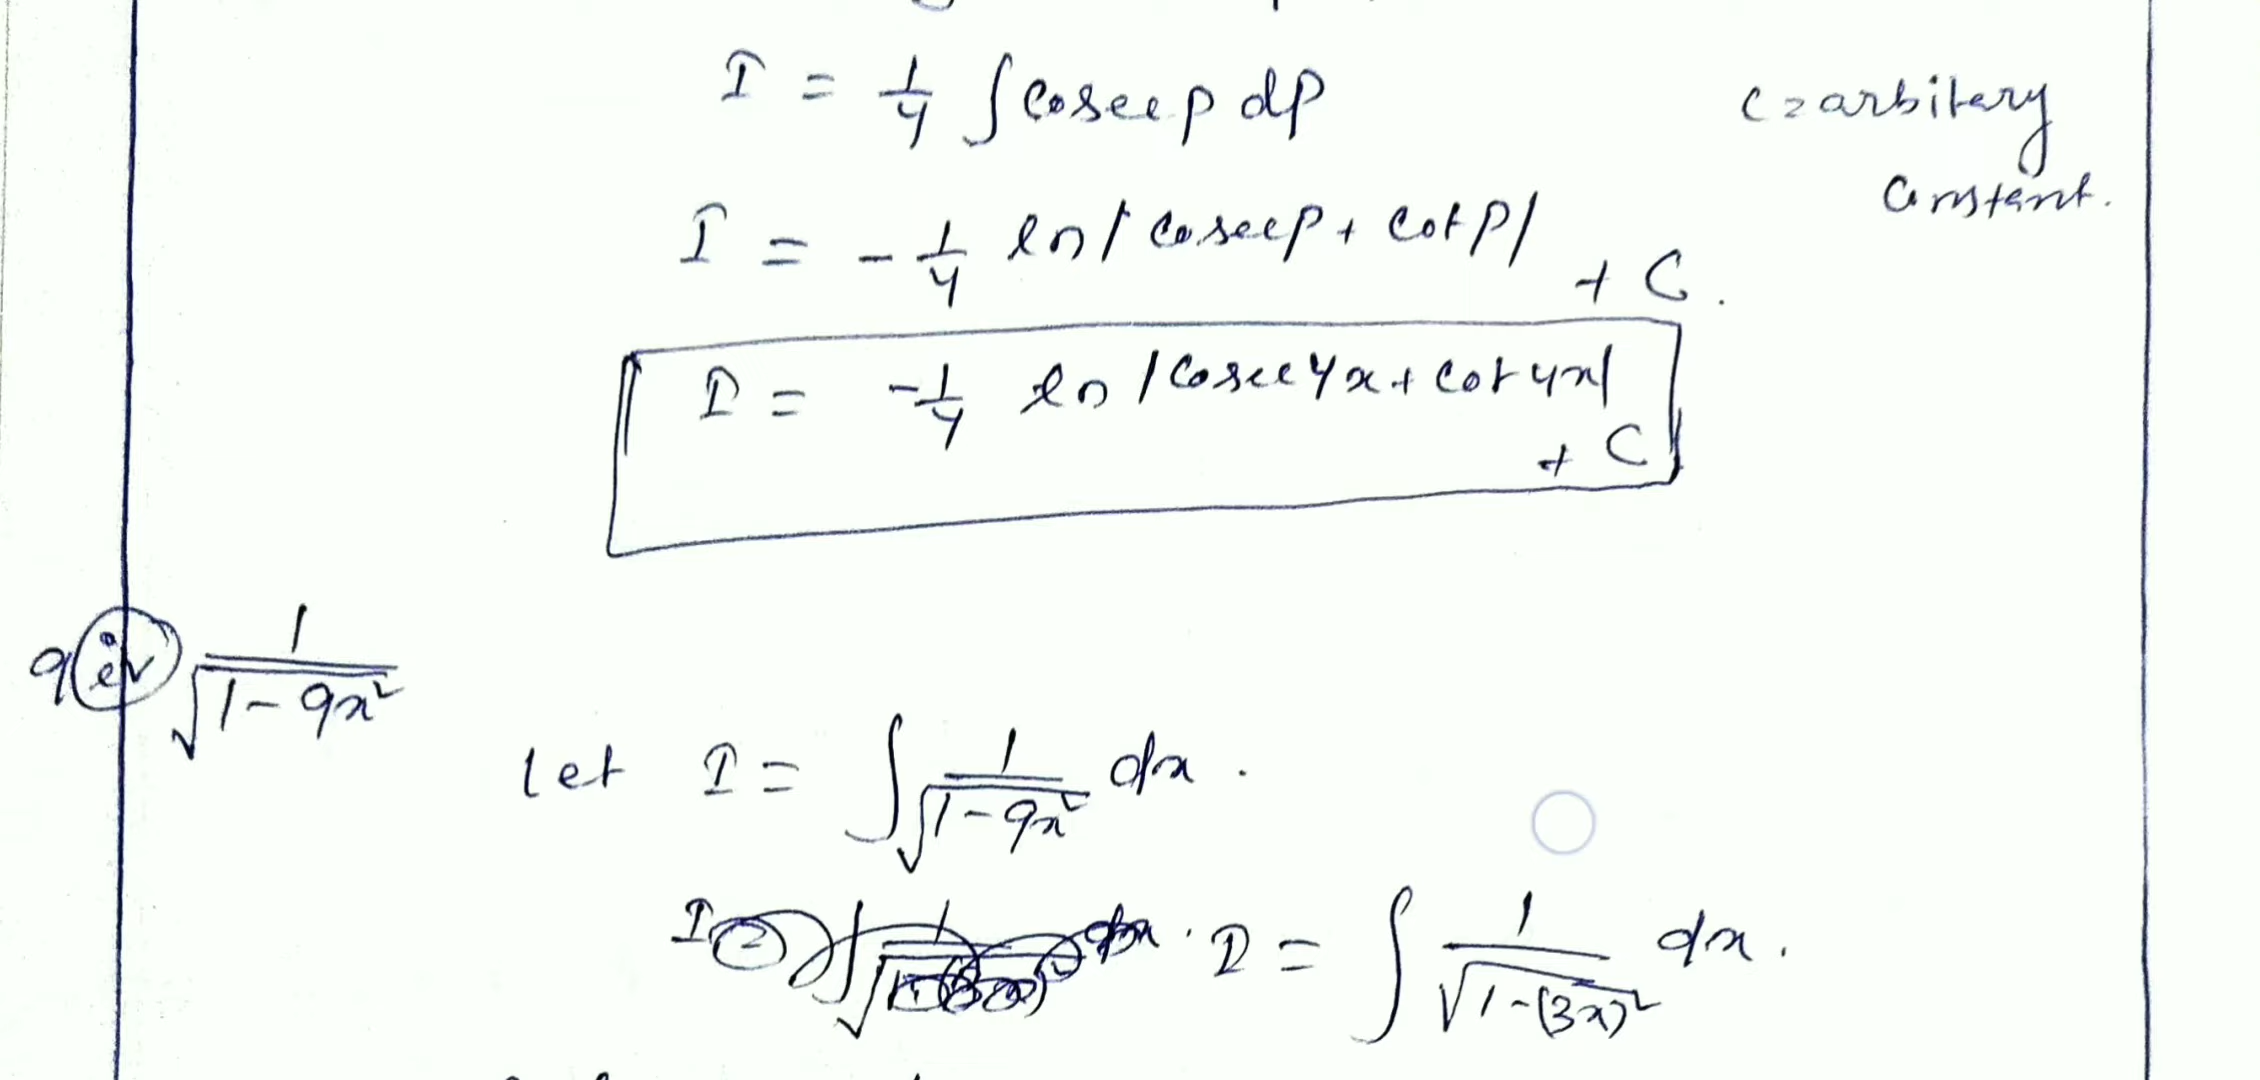 I = 1/4 ∫ cosec p dp
c = arbitary
constant.
I = - 1/4 ln | cosec p + cot p | + C.
I = - 1/4 ln | cosec 4x + cot 4x |
+ C
9 iv 1/√(1-9x²)
let I = ∫ 1/√(1-9x²) dx.
I = ∫ 1/√(1-(3x)²) dx.